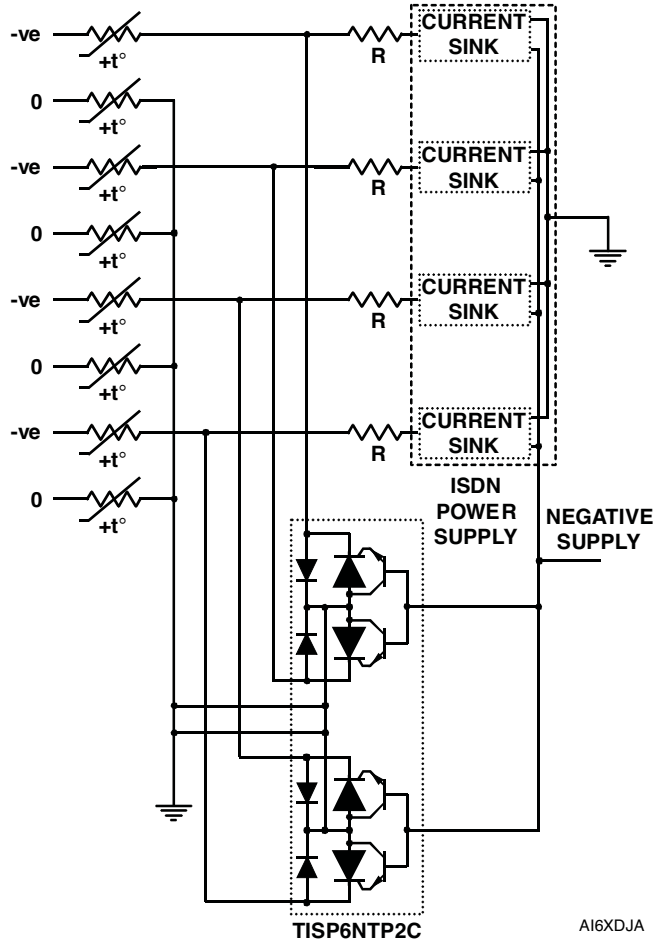 -ve
+t°
R
CURRENT
SINK
0
+t°
-ve
+t°
R
CURRENT
SINK
0
+t°
-ve
+t°
R
CURRENT
SINK
0
+t°
-ve
+t°
R
CURRENT
SINK
0
+t°
ISDN
POWER
SUPPLY
NEGATIVE
SUPPLY
TISP6NTP2C
AI6XDJA